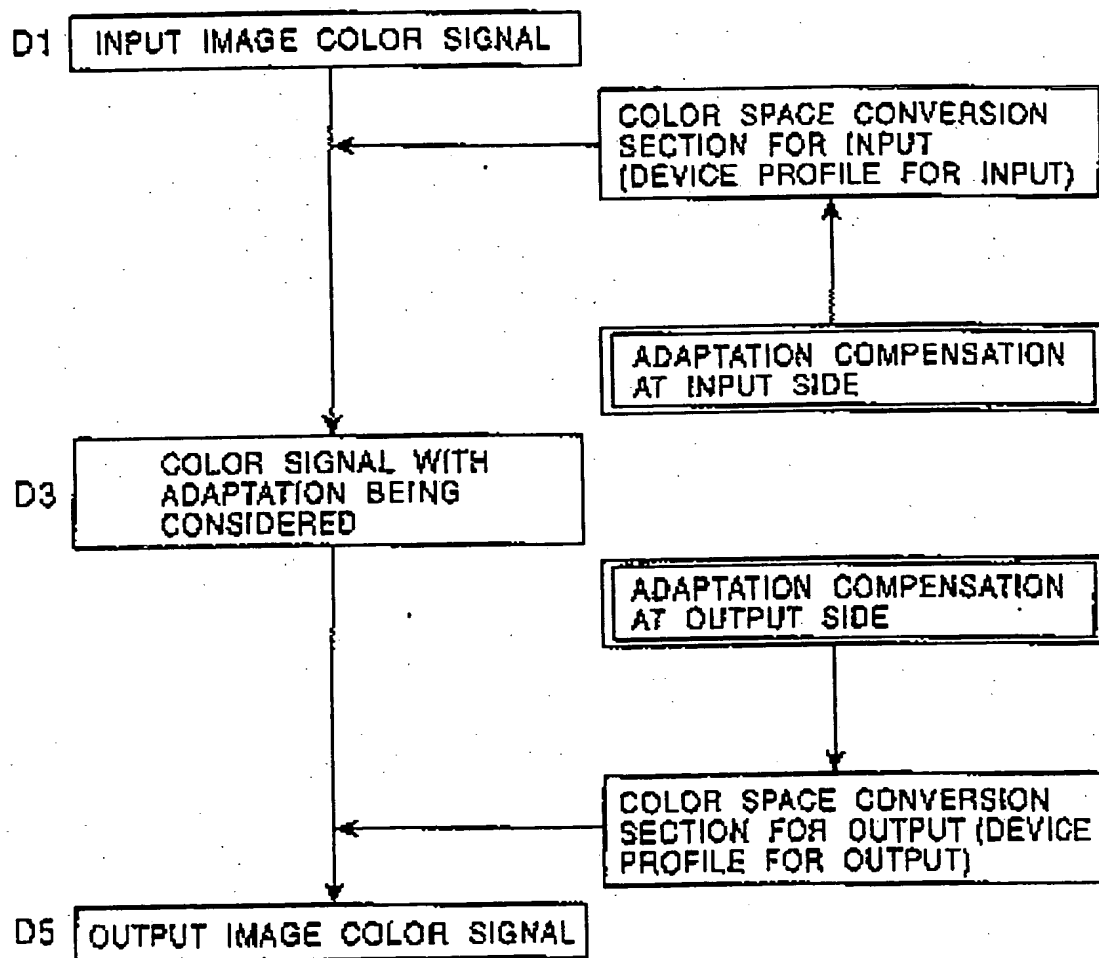 D1 INPUT IMAGE COLOR SIGNAL
COLOR SPACE CONVERSION
SECTION FOR INPUT
(DEVICE PROFILE FOR INPUT)
ADAPTATION COMPENSATION
AT INPUT SIDE
D3
COLOR SIGNAL WITH
ADAPTATION BEING
CONSIDERED
ADAPTATION COMPENSATION
AT OUTPUT SIDE
COLOR SPACE CONVERSION
SECTION FOR OUTPUT (DEVICE
PROFILE FOR OUTPUT)
D5 OUTPUT IMAGE COLOR SIGNAL